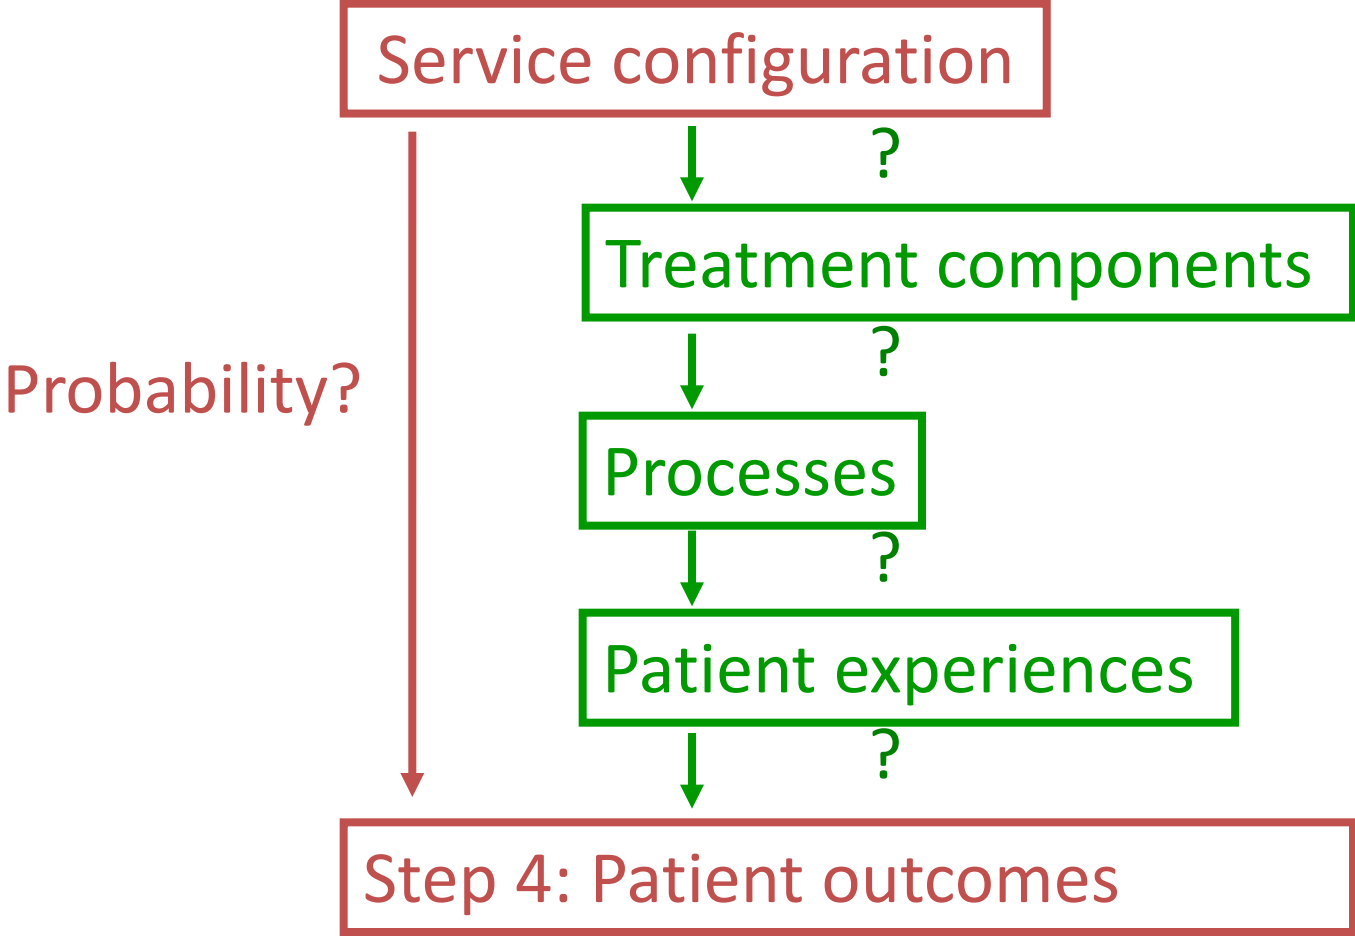 Service configuration
?
Treatment components
?
Probability?
Processes
?
Patient experiences
?
Step 4: Patient outcomes